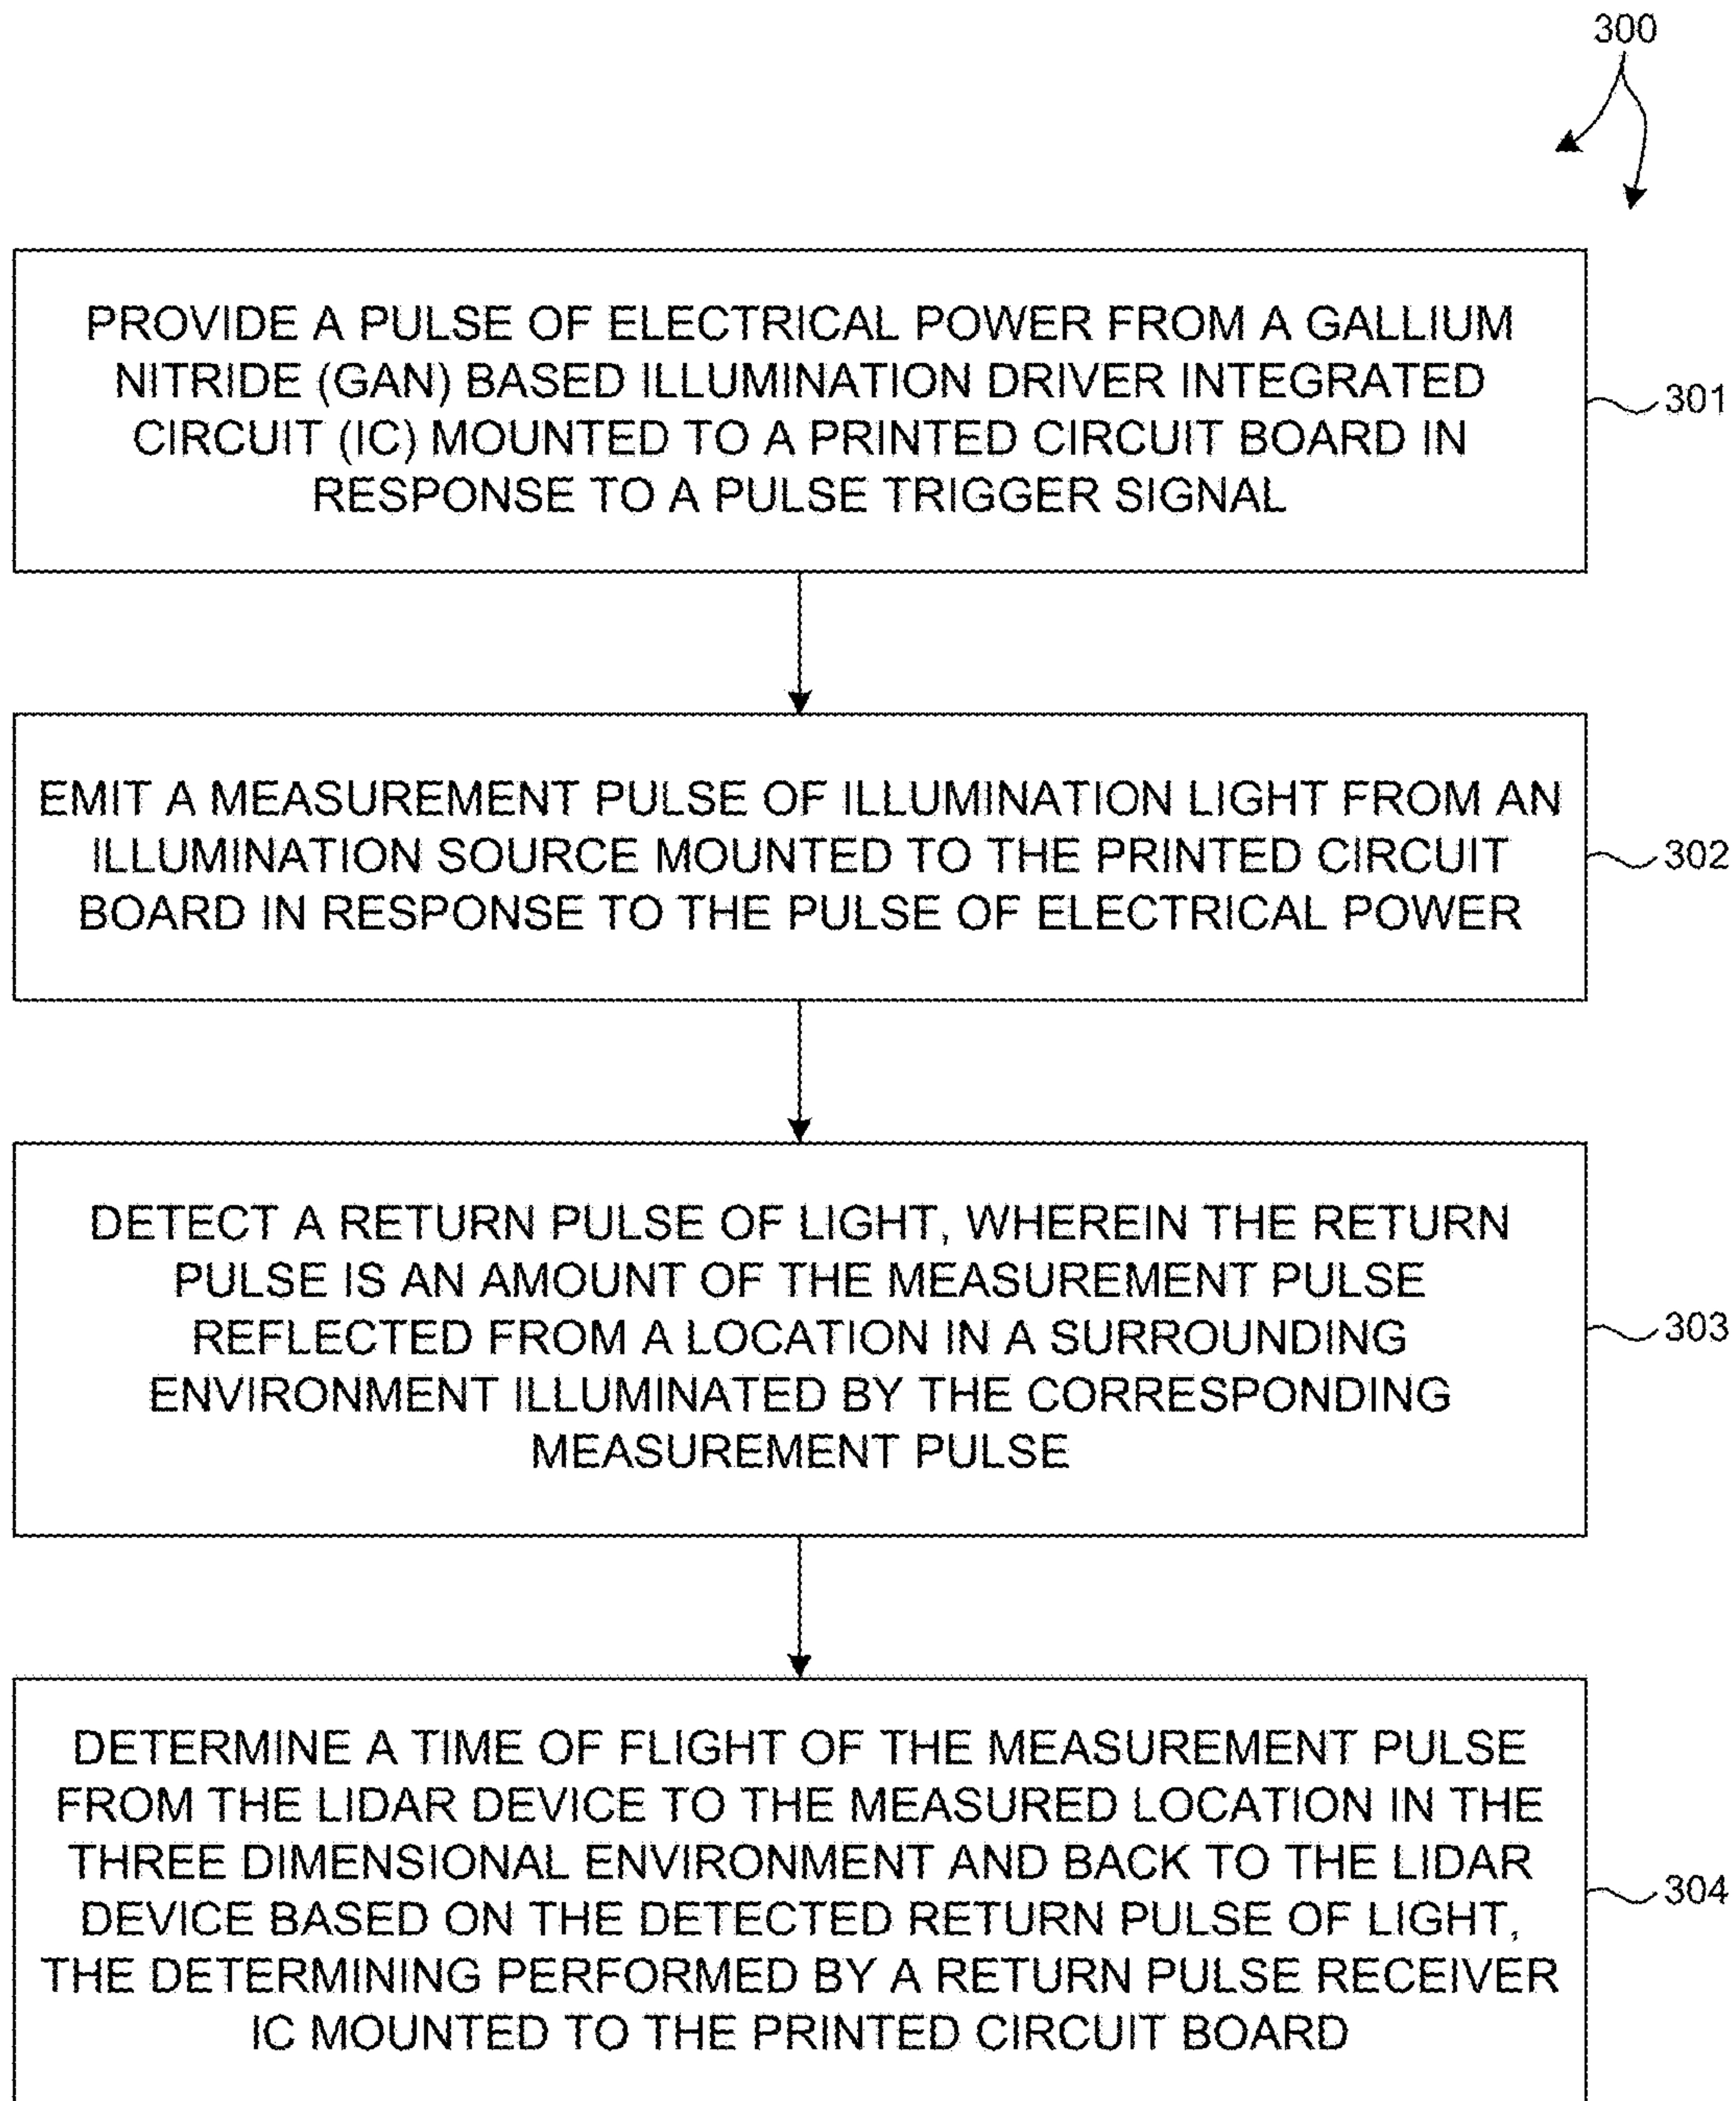 300
PROVIDE A PULSE OF ELECTRICAL POWER FROM A GALLIUM
NITRIDE (GAN) BASED ILLUMINATION DRIVER INTEGRATED
CIRCUIT (IC) MOUNTED TO A PRINTED CIRCUIT BOARD IN
RESPONSE TO A PULSE TRIGGER SIGNAL
301
EMIT A MEASUREMENT PULSE OF ILLUMINATION LIGHT FROM AN
ILLUMINATION SOURCE MOUNTED TO THE PRINTED CIRCUIT
BOARD IN RESPONSE TO THE PULSE OF ELECTRICAL POWER
302
DETECT A RETURN PULSE OF LIGHT, WHEREIN THE RETURN
PULSE IS AN AMOUNT OF THE MEASUREMENT PULSE
REFLECTED FROM A LOCATION IN A SURROUNDING
ENVIRONMENT ILLUMINATED BY THE CORRESPONDING
MEASUREMENT PULSE
303
DETERMINE A TIME OF FLIGHT OF THE MEASUREMENT PULSE
FROM THE LIDAR DEVICE TO THE MEASURED LOCATION IN THE
THREE DIMENSIONAL ENVIRONMENT AND BACK TO THE LIDAR
DEVICE BASED ON THE DETECTED RETURN PULSE OF LIGHT,
THE DETERMINING PERFORMED BY A RETURN PULSE RECEIVER
IC MOUNTED TO THE PRINTED CIRCUIT BOARD
304